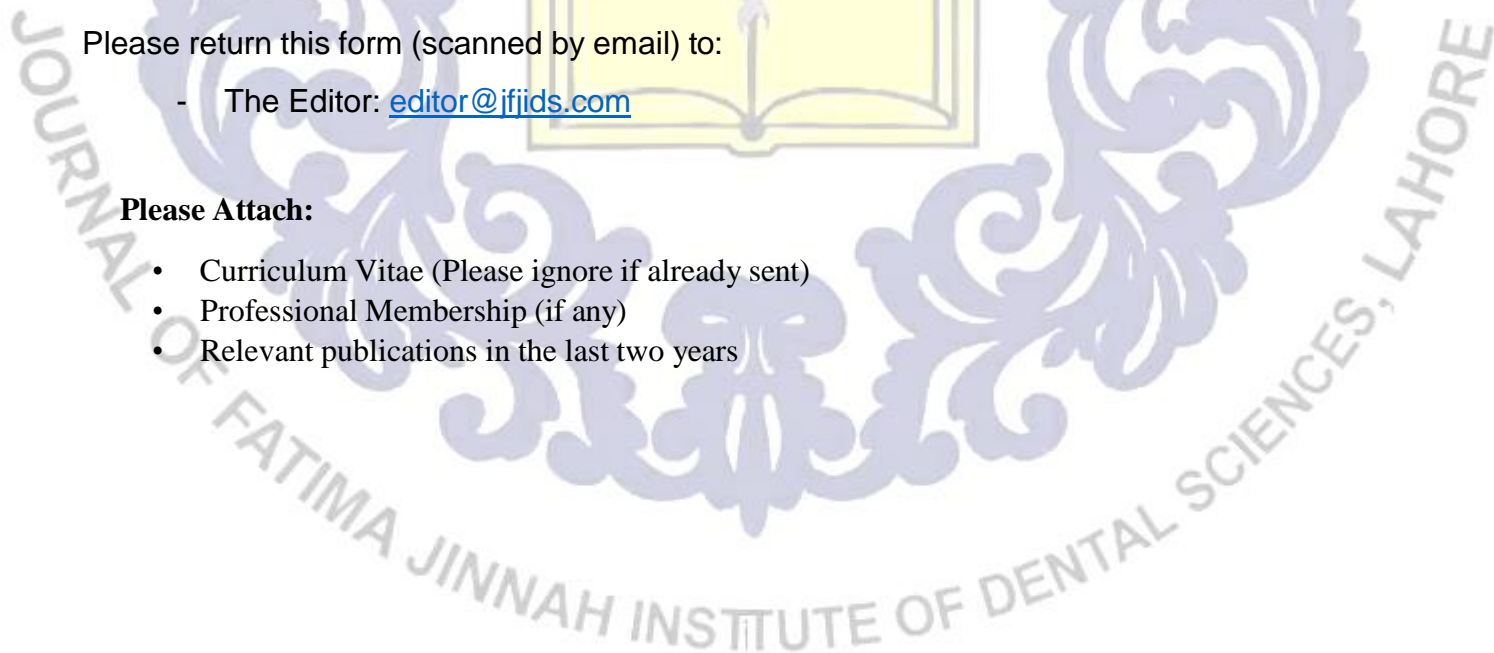 Please return this form (scanned by email) to:
- The Editor: editor@jfjids.com
Please Attach:
• Curriculum Vitae (Please ignore if already sent)
• Professional Membership (if any)
• Relevant publications in the last two years
JOURNAL OF FATIMA JINNAH INSTITUTE OF DENTAL SCIENCES, LAHORE